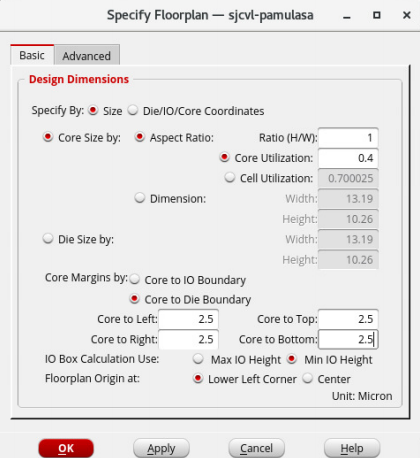 Specify Floorplan — sjcvl-pamulasa
Basic Advanced
Design Dimensions
Specify By: Size Die/IO/Core Coordinates
Core Size by: Aspect Ratio: Ratio (H/W): 1
Core Utilization: 0.4
Cell Utilization: 0.700025
Dimension: Width: 13.19
Height: 10.26
Die Size by: Width: 13.19
Height: 10.26
Core Margins by: Core to IO Boundary
Core to Die Boundary
Core to Left: 2.5 Core to Top: 2.5
Core to Right: 2.5 Core to Bottom: 2.5
IO Box Calculation Use: Max IO Height Min IO Height
Floorplan Origin at: Lower Left Corner Center
Unit: Micron
OK Apply Cancel Help